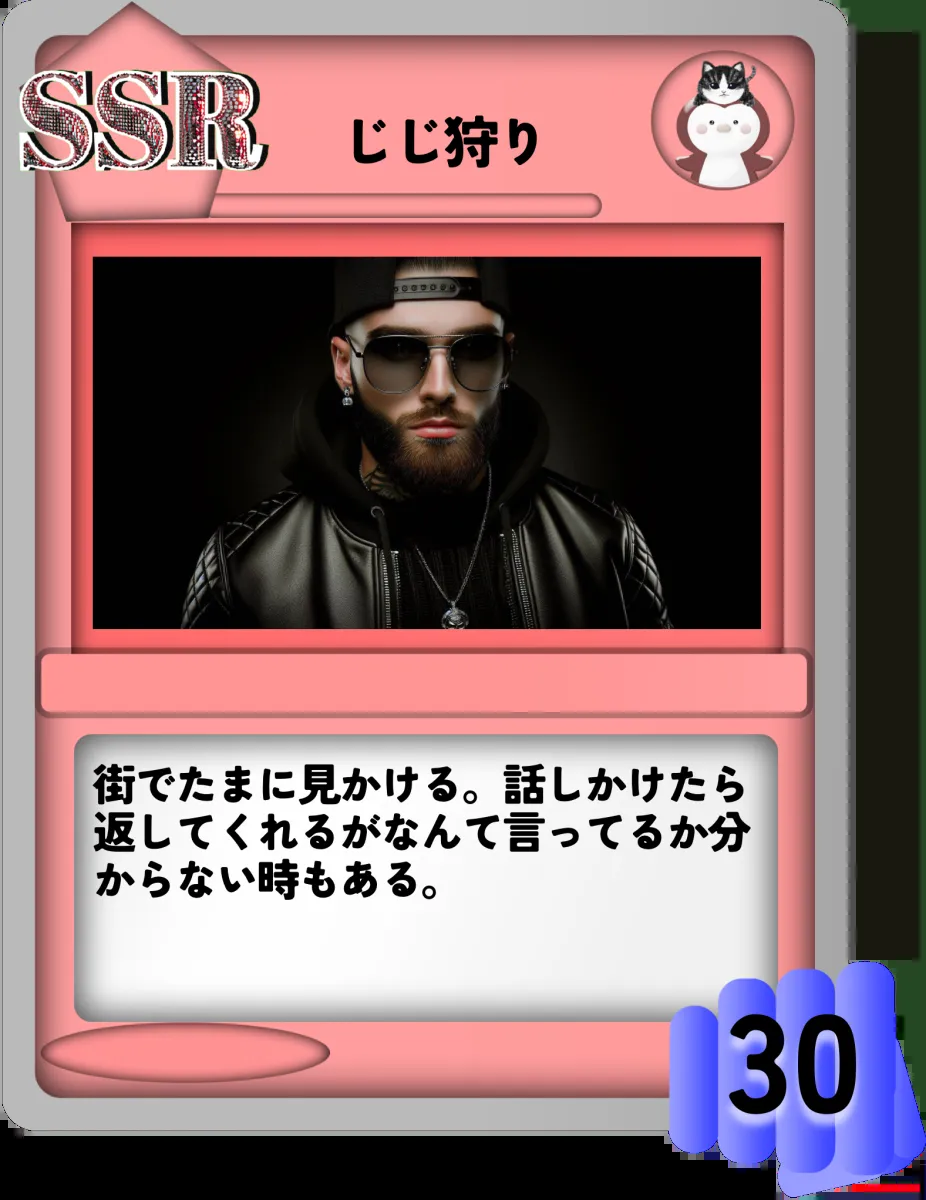 SSR
じじ狩り
街でたまに見かける。話しかけたら
返してくれるがなんて言ってるか分
からない時もある。
30